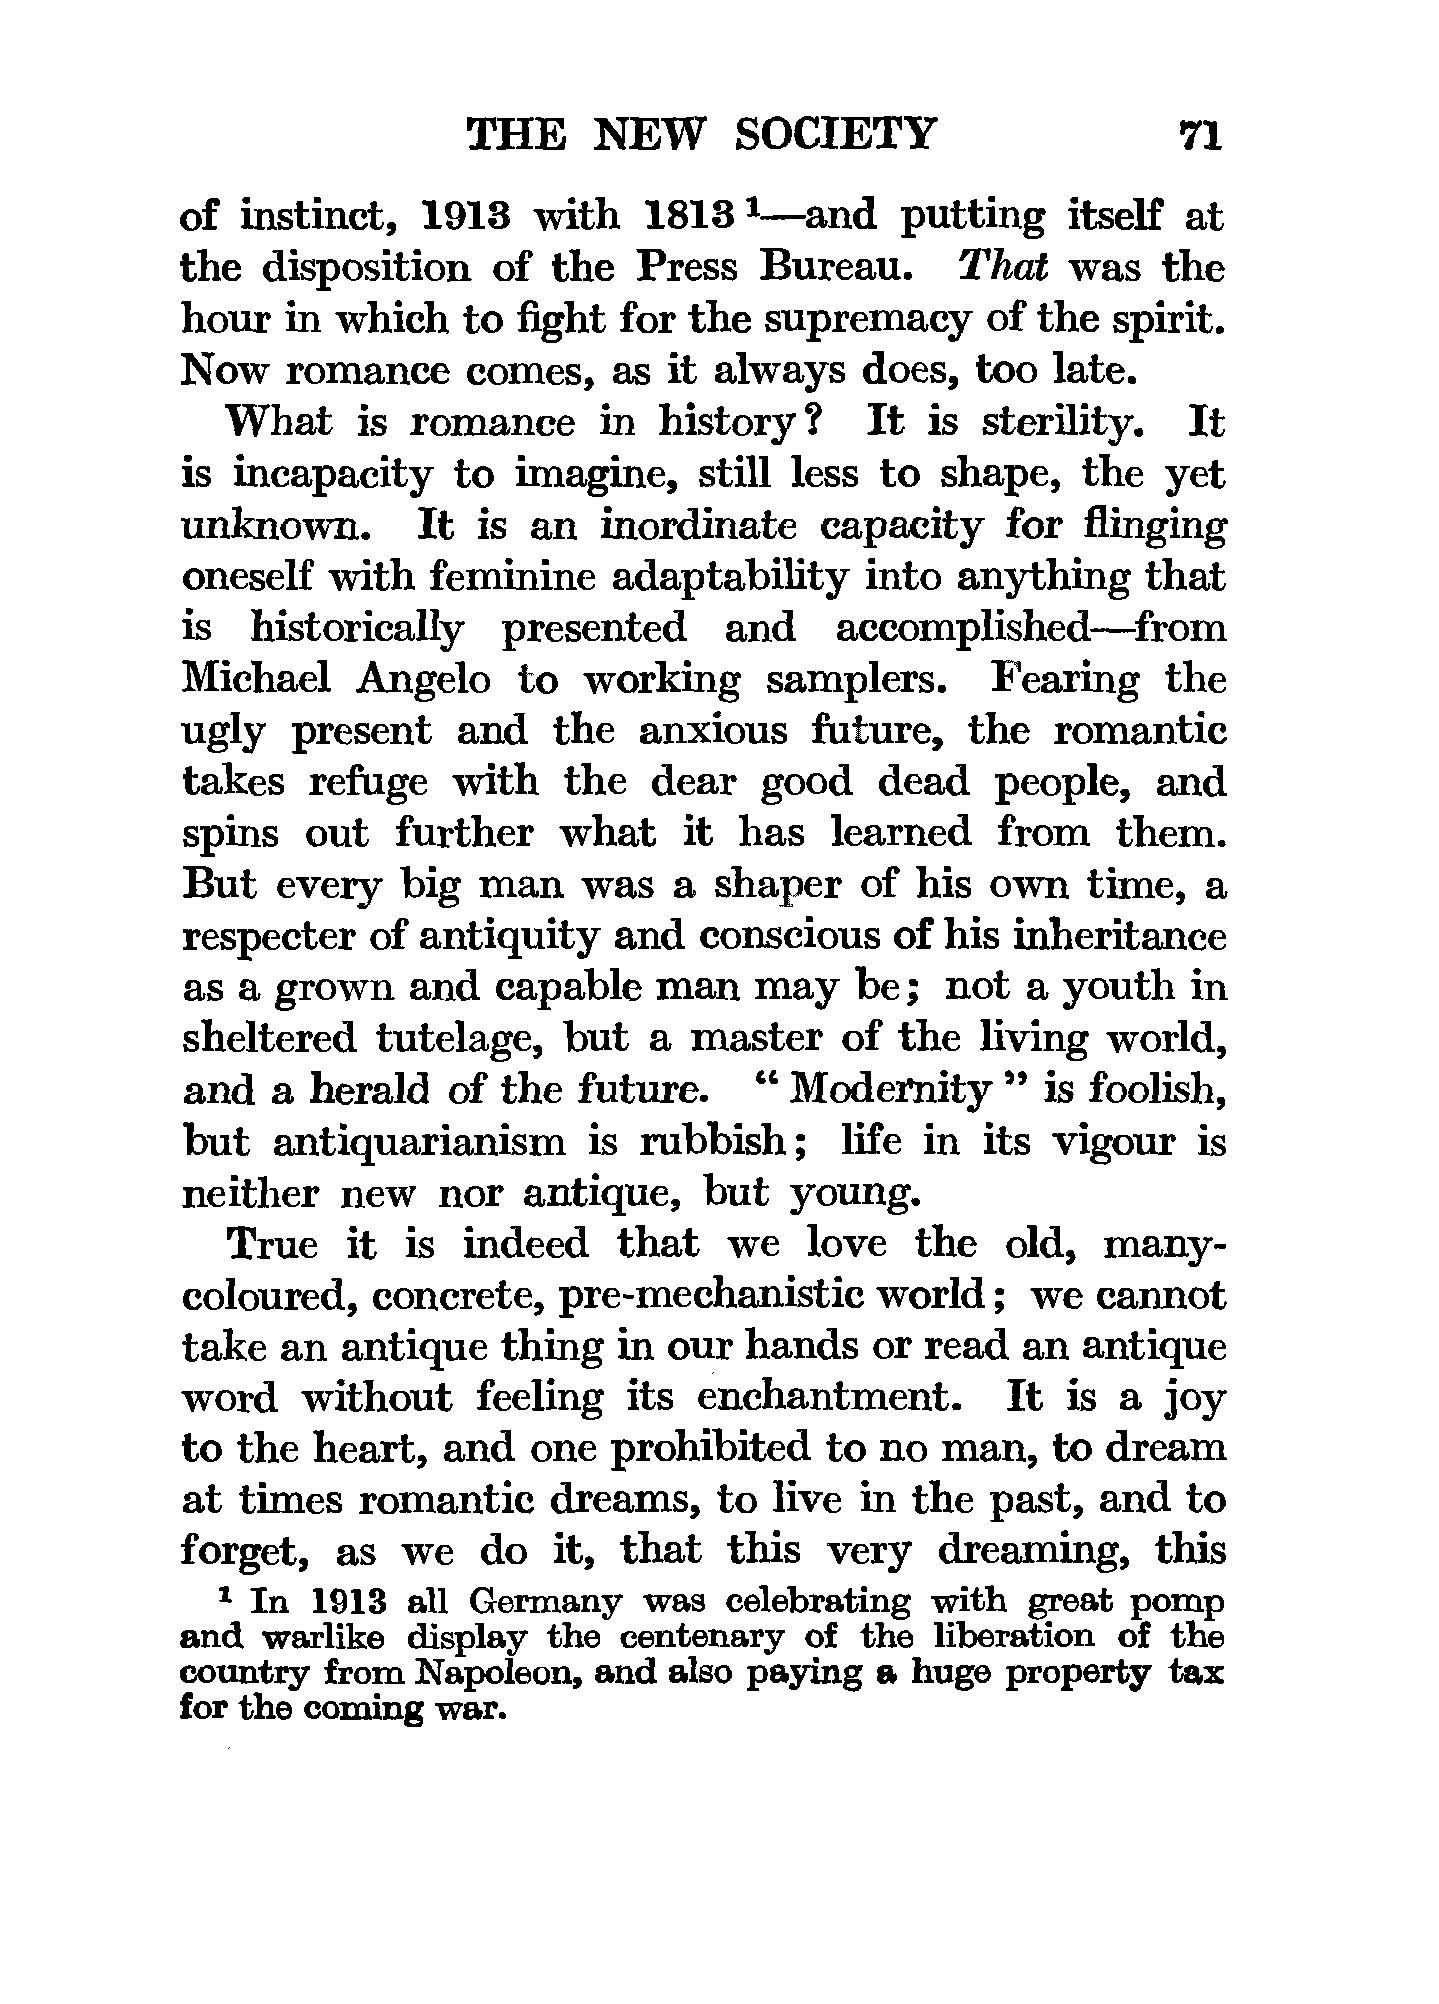 THE NEW SOCIETY 71
of instinct, 1913 with 1813 ¹—and putting itself at
the disposition of the Press Bureau. That was the
hour in which to fight for the supremacy of the spirit.
Now romance comes, as it always does, too late.
What is romance in history? It is sterility. It
is incapacity to imagine, still less to shape, the yet
unknown. It is an inordinate capacity for flinging
oneself with feminine adaptability into anything that
is historically presented and accomplished—from
Michael Angelo to working samplers. Fearing the
ugly present and the anxious future, the romantic
takes refuge with the dear good dead people, and
spins out further what it has learned from them.
But every big man was a shaper of his own time, a
respecter of antiquity and conscious of his inheritance
as a grown and capable man may be; not a youth in
sheltered tutelage, but a master of the living world,
and a herald of the future. “ Modernity ” is foolish,
but antiquarianism is rubbish; life in its vigour is
neither new nor antique, but young.
True it is indeed that we love the old, many-
coloured, concrete, pre-mechanistic world; we cannot
take an antique thing in our hands or read an antique
word without feeling its enchantment. It is a joy
to the heart, and one prohibited to no man, to dream
at times romantic dreams, to live in the past, and to
forget, as we do it, that this very dreaming, this
¹ In 1913 all Germany was celebrating with great pomp
and warlike display the centenary of the liberation of the
country from Napoleon, and also paying a huge property tax
for the coming war.